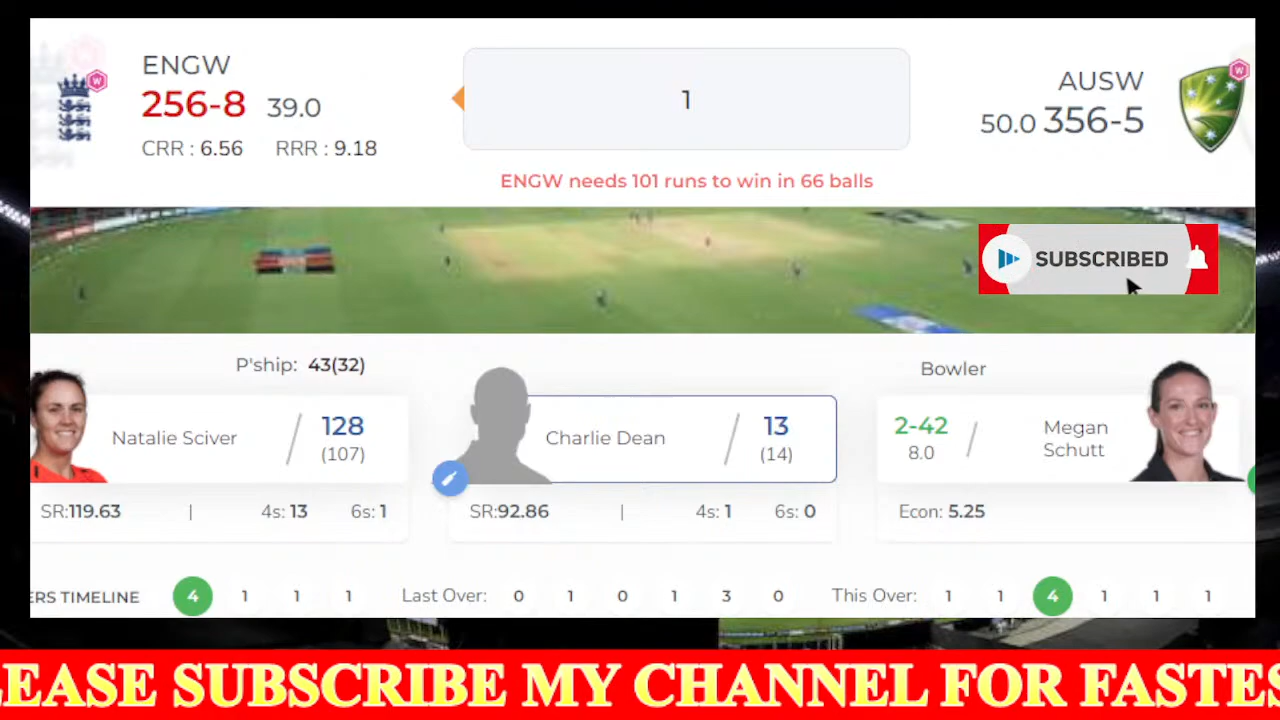 ENGW
256-8 39.0
CRR : 6.56 RRR : 9.18
1
AUSW
50.0 356-5
ENGW needs 101 runs to win in 66 balls
SUBSCRIBED
P'ship: 43(32)
Natalie Sciver 128
(107)
SR:119.63 | 4s: 13 6s: 1
Charlie Dean 13
(14)
SR:92.86 | 4s: 1 6s: 0
Bowler
2-42
8.0
Megan
Schutt
Econ: 5.25
ERS TIMELINE 4 1 1 1 Last Over: 0 1 0 1 3 0 This Over: 1 1 4 1 1 1
LEASE SUBSCRIBE MY CHANNEL FOR FASTES